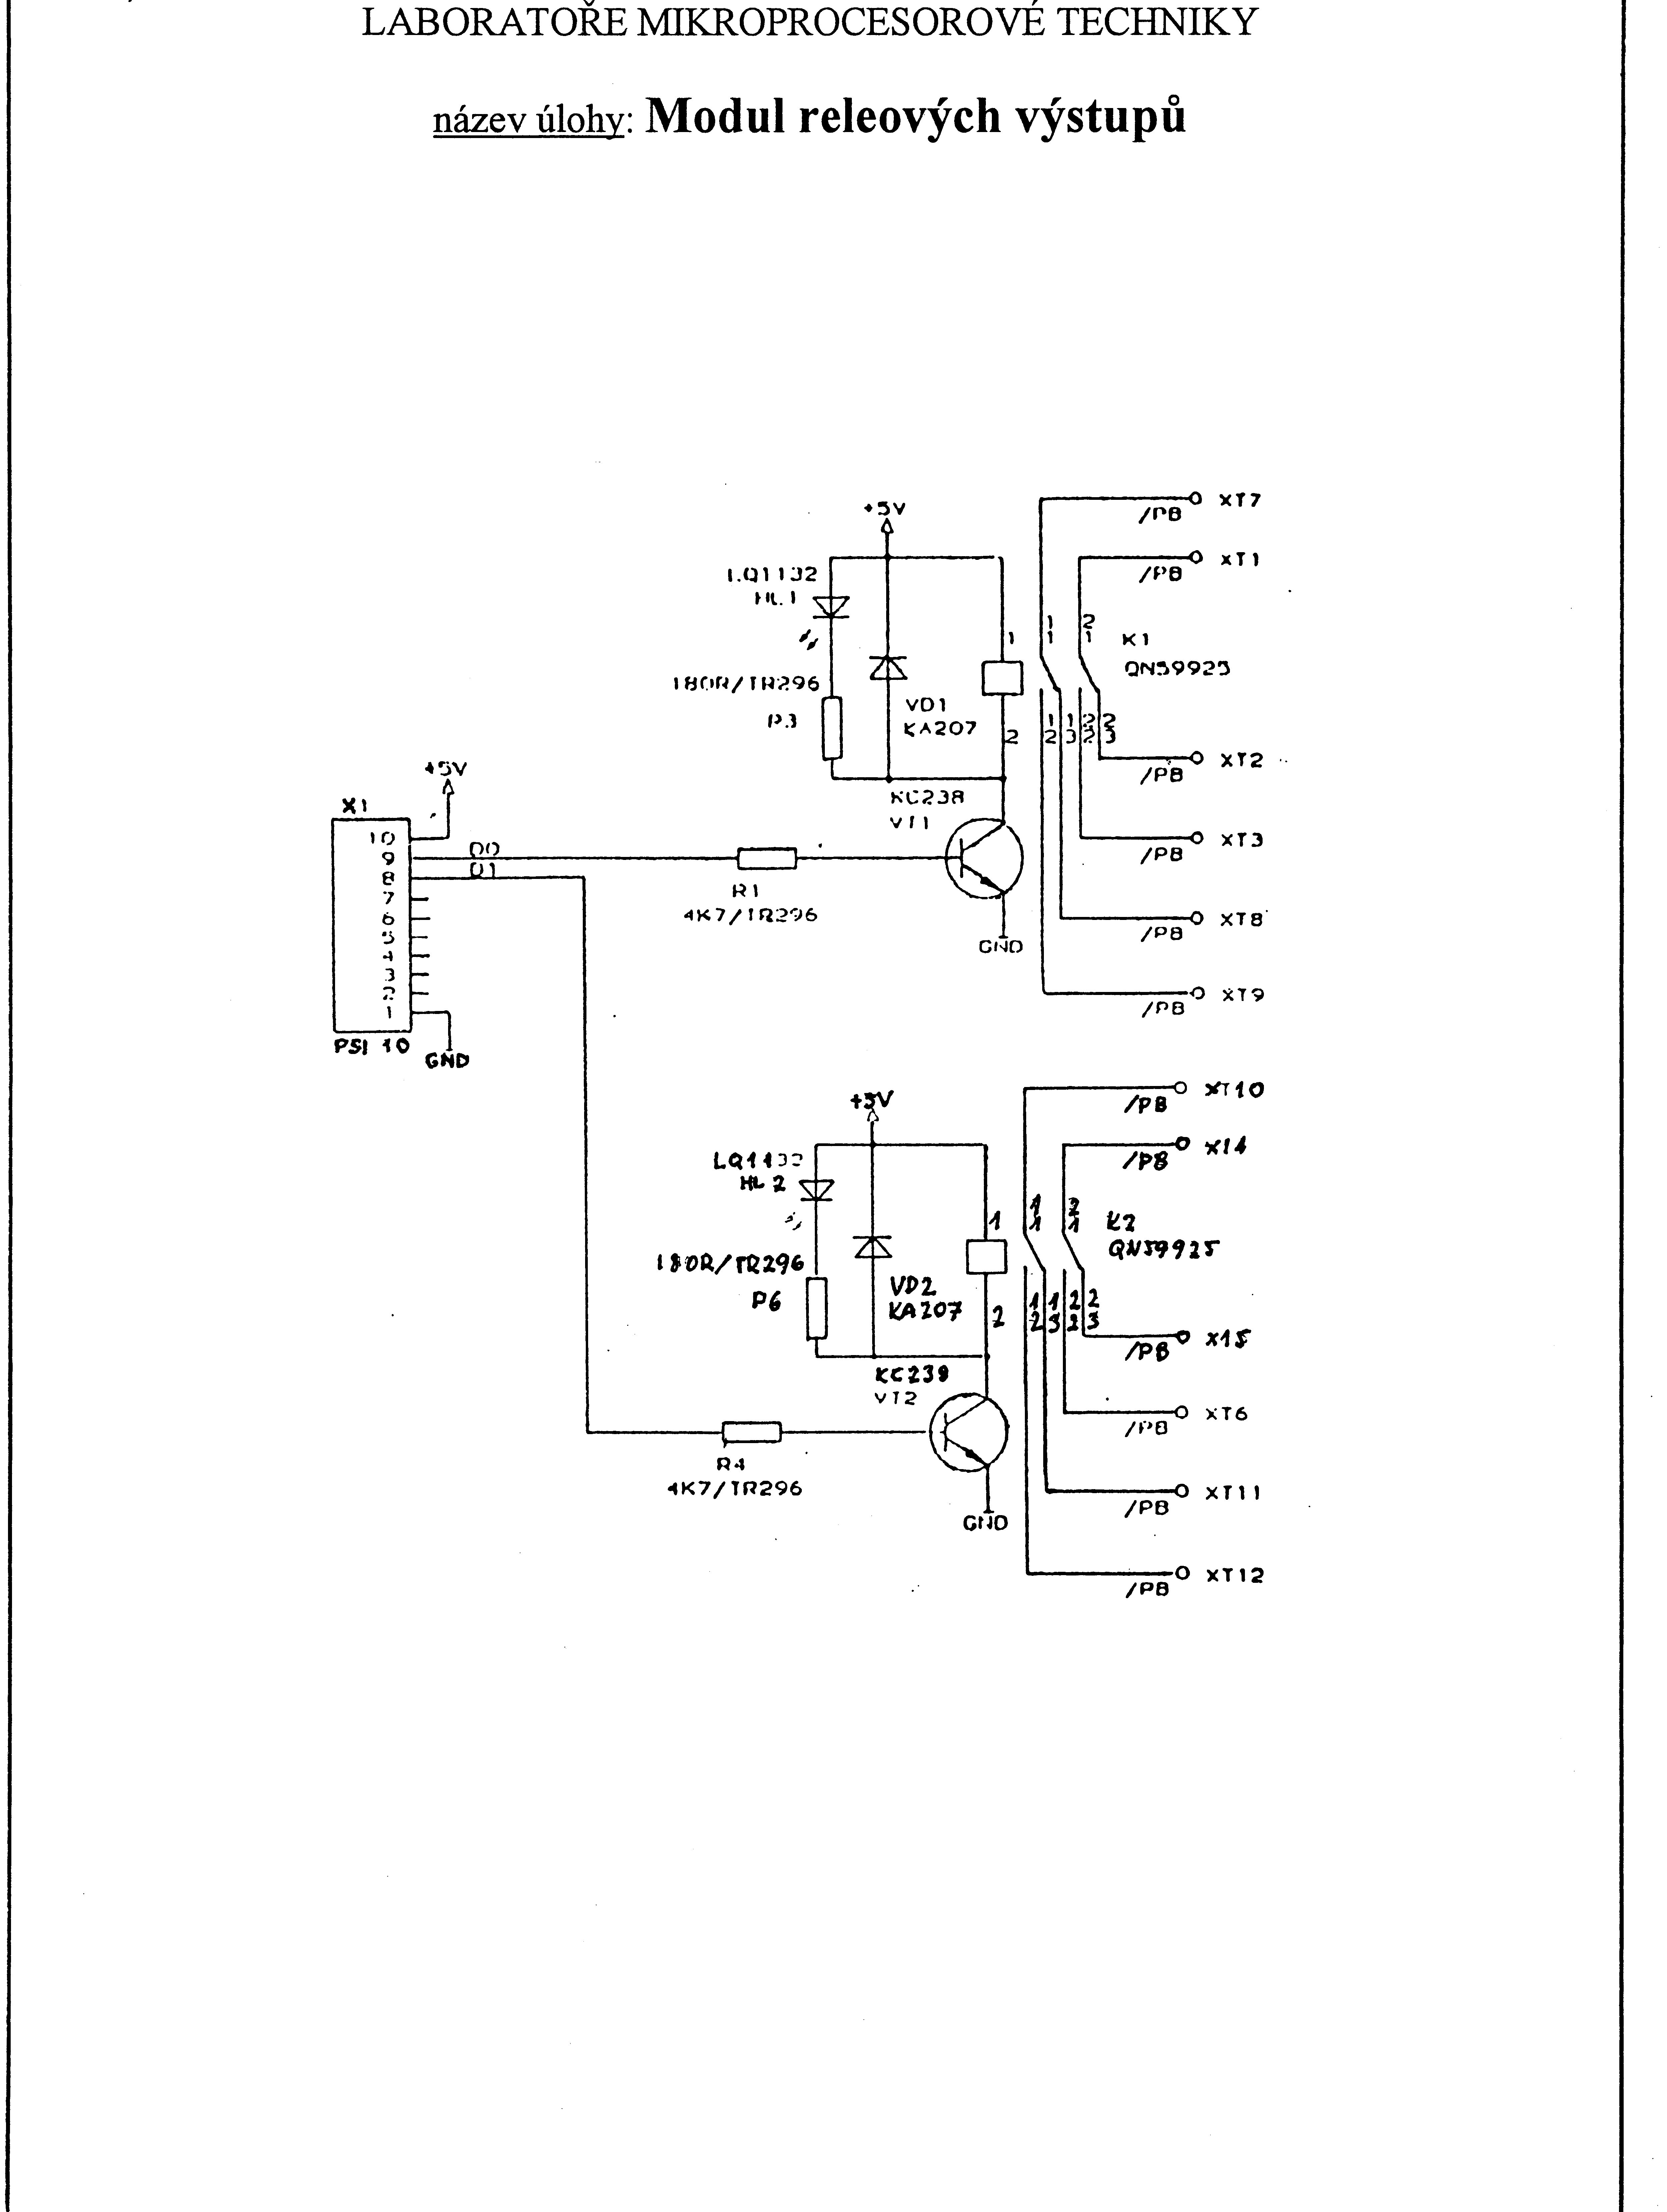 LABORATOŘE MIKROPROCESOROVÉ TECHNIKY
název úlohy: Modul releových výstupů
XT7
/PB
+5V
XT1
/PB
LQ1132
HL1
1
1
1
2
1
K1
QN59925
180R/TR296
R3
VD1
KA207
2
1
2
1
3
2
2
2
3
XT2
/PB
+5V
KC238
VT1
X1
10
9
8
7
6
5
4
3
2
1
D0
D1
XT3
/PB
R1
4K7/TR296
XT8
/PB
GND
XT9
/PB
PSI 10
GND
XT10
/PB
+5V
X14
/PB
LQ1132
HL2
1
1
1
2
1
K2
QN59925
180R/TR296
P6
VD2
KA207
2
1
2
1
3
2
2
2
3
X15
/PB
KC239
VT2
XT6
/PB
R4
4K7/TR296
XT11
/PB
GND
XT12
/PB